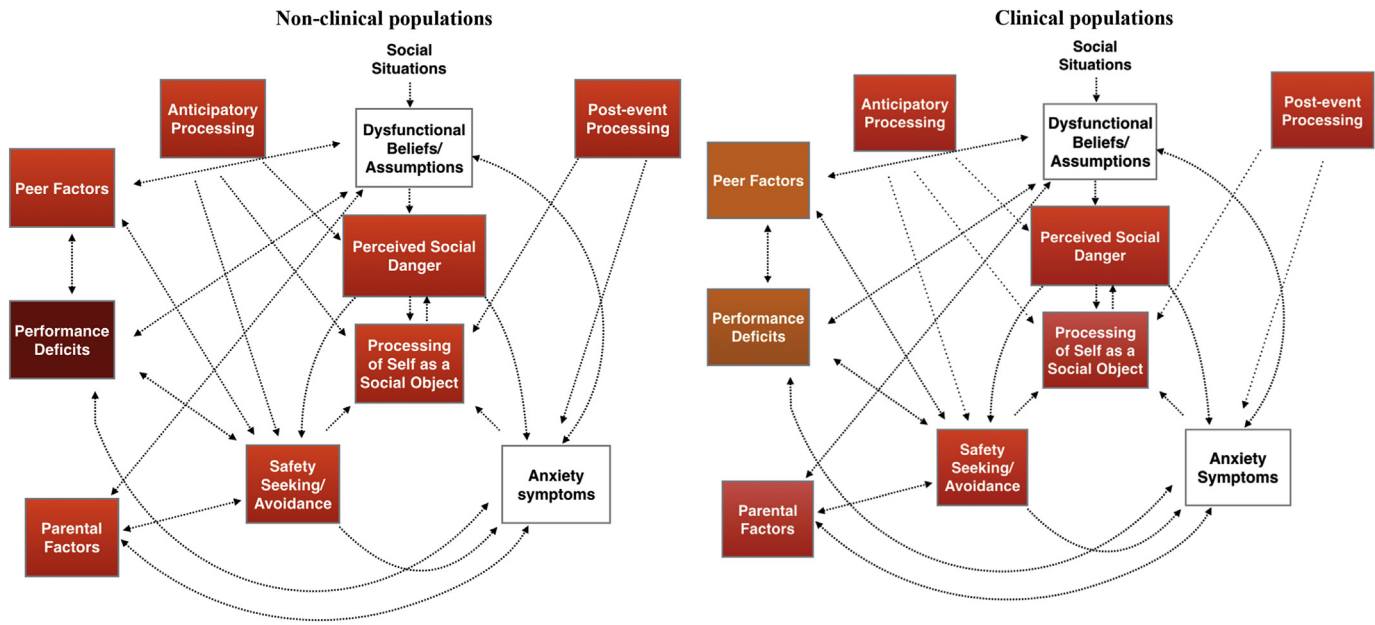 Non-clinical populations
Social
Situations
Anticipatory
Processing
Dysfunctional
Beliefs/
Assumptions
Post-event
Processing
Peer Factors
Perceived Social
Danger
Performance
Deficits
Processing
of Self as a
Social Object
Safety
Seeking/
Avoidance
Anxiety
symptoms
Parental
Factors
Clinical populations
Social
Situations
Anticipatory
Processing
Dysfunctional
Beliefs/
Assumptions
Post-event
Processing
Peer Factors
Perceived Social
Danger
Performance
Deficits
Processing
of Self as a
Social Object
Safety
Seeking/
Avoidance
Anxiety
Symptoms
Parental
Factors